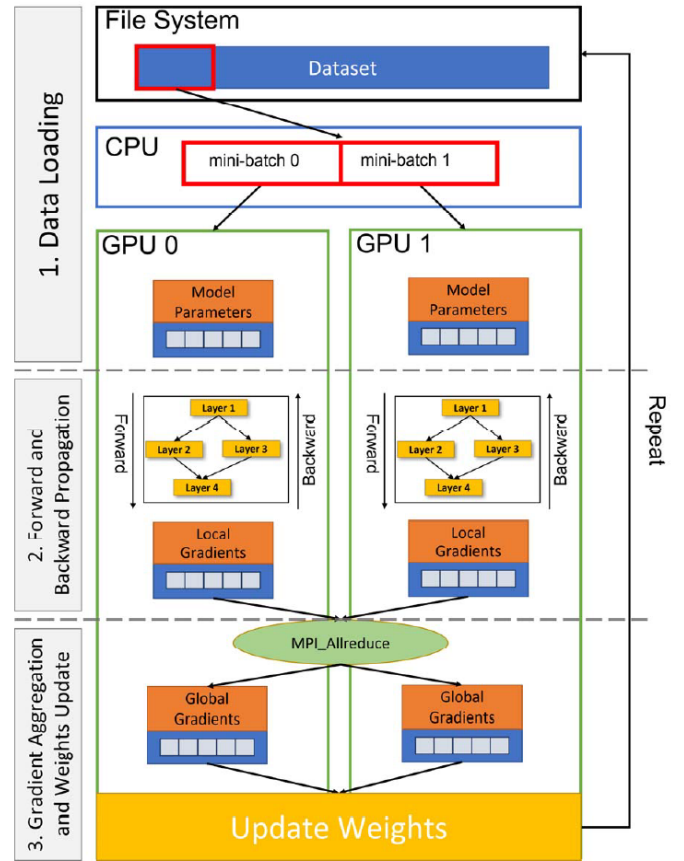 File System
Dataset
1. Data Loading
CPU
mini-batch 0
mini-batch 1
GPU 0
GPU 1
Model
Parameters
Model
Parameters
2. Forward and
Backward Propagation
Forward
Layer 1
Layer 2
Layer 3
Layer 4
Backward
Forward
Layer 1
Layer 2
Layer 3
Layer 4
Backward
Repeat
Local
Gradients
Local
Gradients
3. Gradient Aggregation
and Weights Update
MPI_Allreduce
Global
Gradients
Global
Gradients
Update Weights